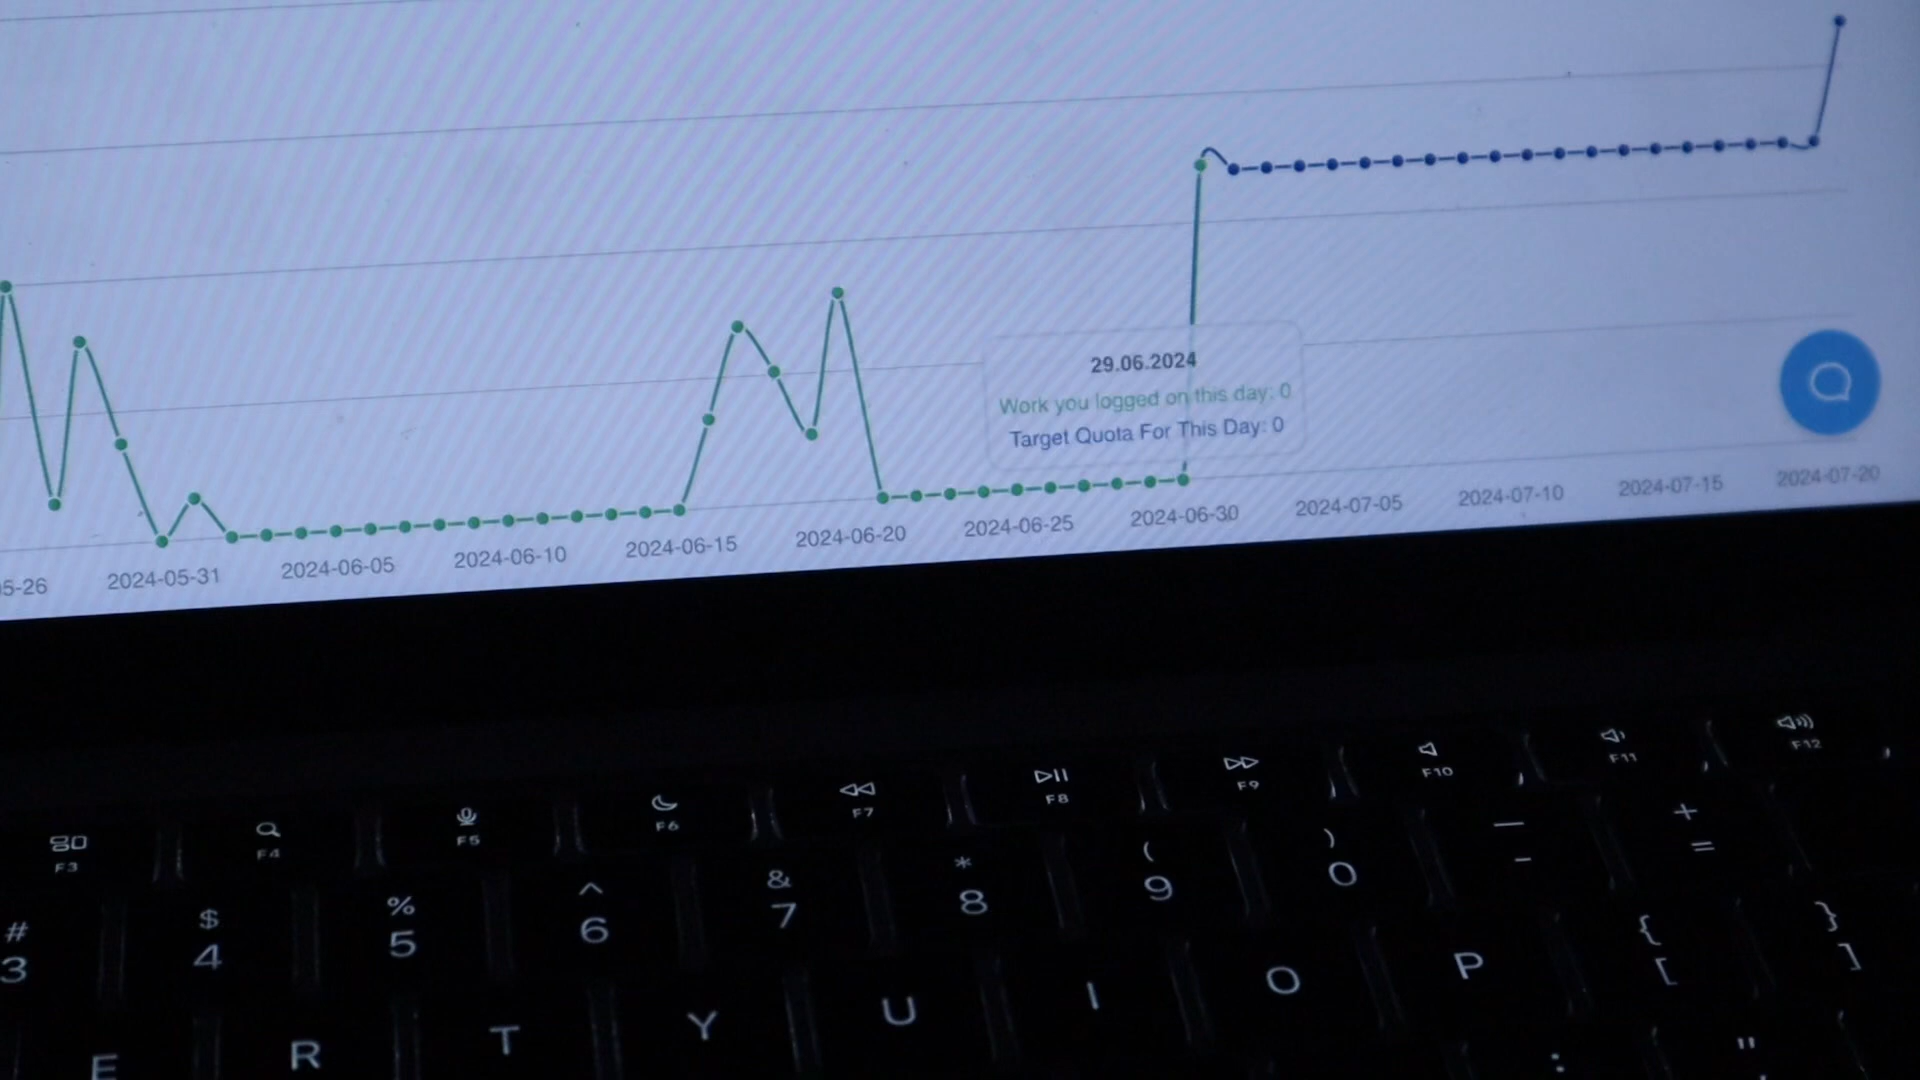 29.06.2024
Work you logged on this day: 0
Target Quota For This Day: 0
05-26 2024-05-31 2024-06-05 2024-06-10 2024-06-15 2024-06-20 2024-06-25 2024-06-30 2024-07-05 2024-07-10 2024-07-15 2024-07-20
F3 F4 F5 F6 F7 F8 F9 F10 F11 F12
# $ % ^ & * ( ) — +
3 4 5 6 7 8 9 0 - =
E R T Y U I O P { }
[ ]
: "